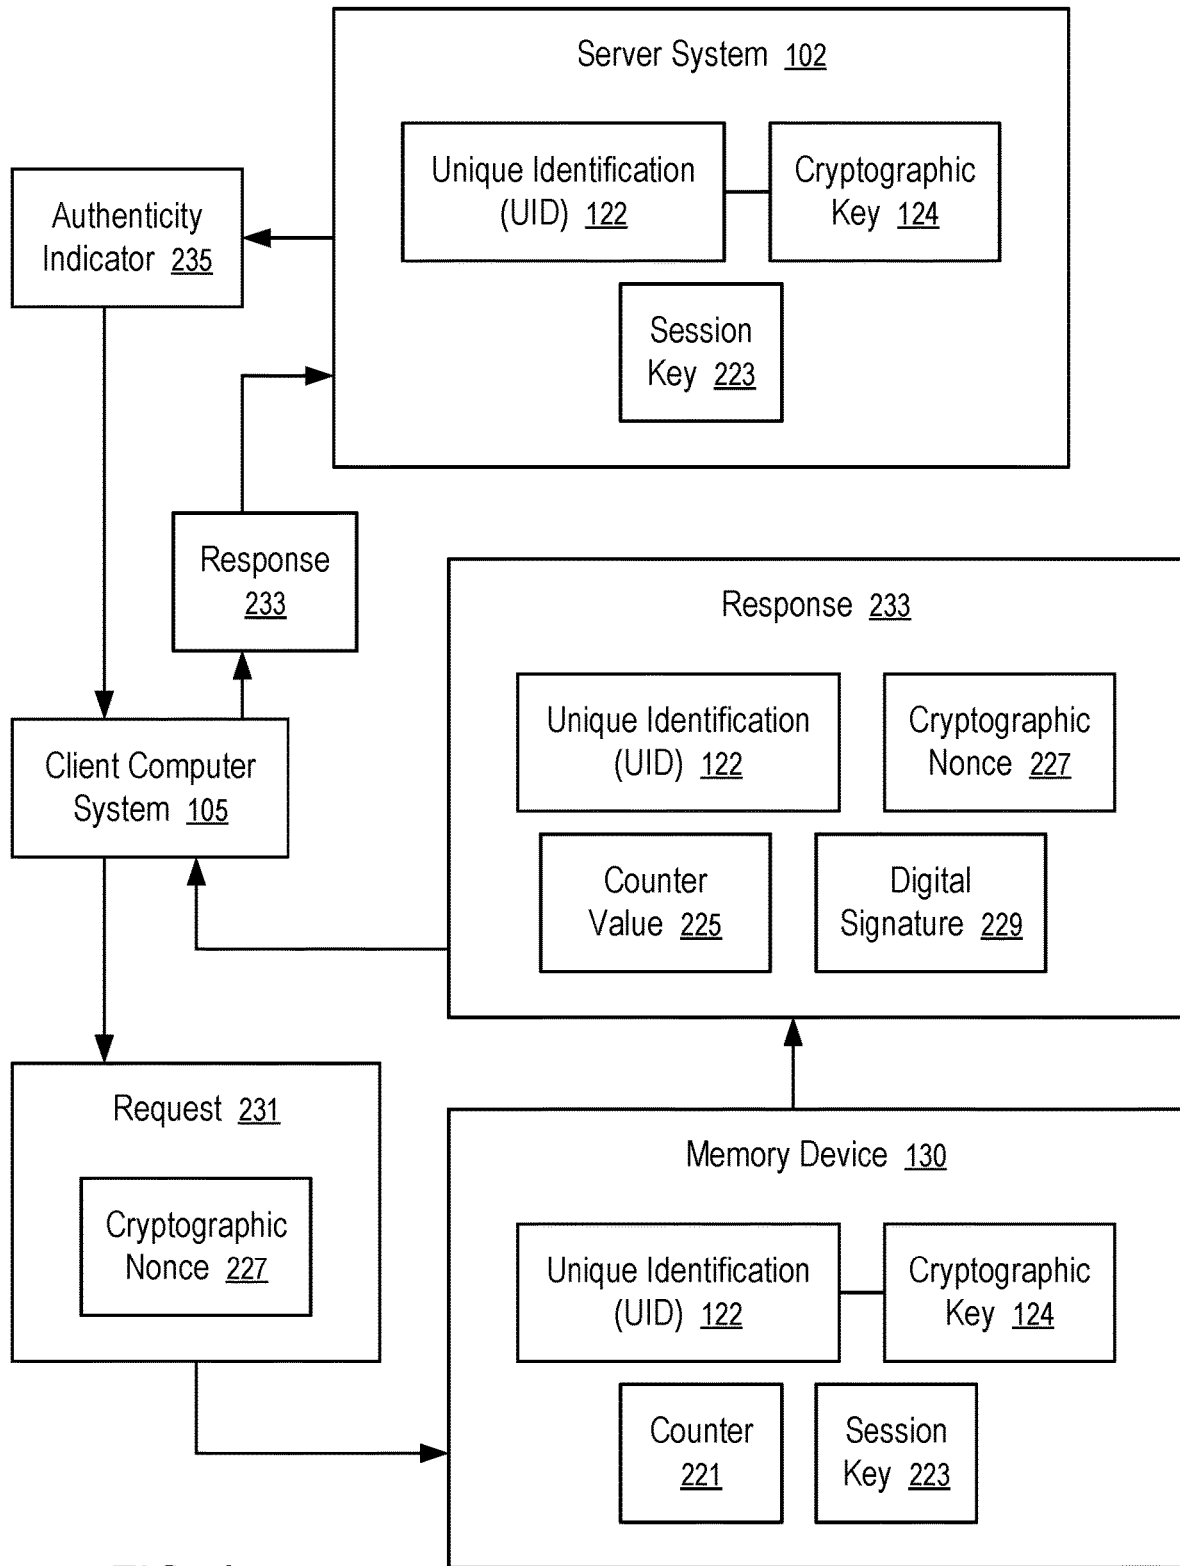 Server System 102
Unique Identification
(UID) 122
Cryptographic
Key 124
Session
Key 223
Authenticity
Indicator 235
Response
233
Response 233
Unique Identification
(UID) 122
Cryptographic
Nonce 227
Counter
Value 225
Digital
Signature 229
Client Computer
System 105
Request 231
Cryptographic
Nonce 227
Memory Device 130
Unique Identification
(UID) 122
Cryptographic
Key 124
Counter
221
Session
Key 223